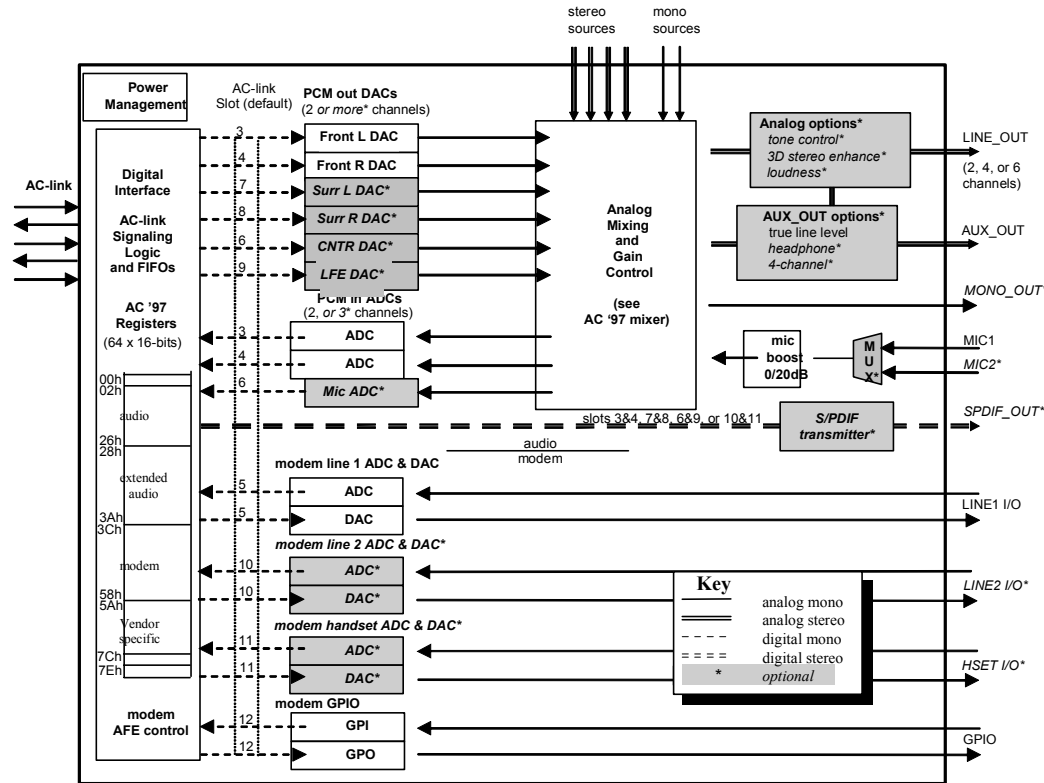 stereo sources
mono sources
Power Management
AC-link Slot (default)
PCM out DACs
(2 or more* channels)
3
Front L DAC
4
Front R DAC
7
Surr L DAC*
8
Surr R DAC*
6
CNTR DAC*
9
LFE DAC*
AC-link
Digital Interface
AC-link Signaling Logic and FIFOs
AC '97 Registers
(64 x 16-bits)
PCM in ADCs
(2, or 3* channels)
3
ADC
4
ADC
6
Mic ADC*
Analog Mixing and Gain Control
(see AC '97 mixer)
Analog options*
tone control*
3D stereo enhance*
loudness*
LINE_OUT
(2, 4, or 6 channels)
AUX_OUT options*
true line level
headphone*
4-channel*
AUX_OUT
MONO_OUT*
mic boost 0/20dB
MUX*
MIC1
MIC2*
slots 3&4, 7&8, 6&9, or 10&11
S/PDIF transmitter*
SPDIF_OUT*
audio
modem
00h
02h
audio
26h
28h
extended audio
3Ah
3Ch
modem
58h
5Ah
Vendor specific
7Ch
7Eh
modem AFE control
modem line 1 ADC & DAC
5
ADC
5
DAC
LINE1 I/O
modem line 2 ADC & DAC*
10
ADC*
10
DAC*
LINE2 I/O*
modem handset ADC & DAC*
11
ADC*
11
DAC*
HSET I/O*
modem GPIO
12
GPI
12
GPO
GPIO
Key
analog mono
analog stereo
digital mono
digital stereo
* optional